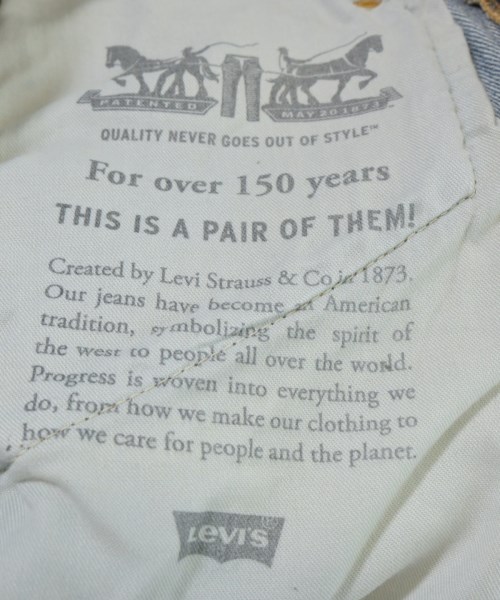 PATENTED MAY 20 1873
QUALITY NEVER GOES OUT OF STYLE™
For over 150 years
THIS IS A PAIR OF THEM!
Created by Levi Strauss & Co in 1873.
Our jeans have become an American
tradition, symbolizing the spirit of
the west to people all over the world.
Progress is woven into everything we
do, from how we make our clothing to
how we care for people and the planet.
LEVI'S